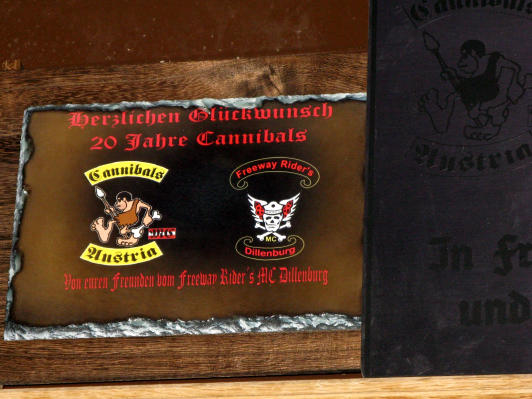 Herzlichen Glückwunsch
20 Jahre Cannibals
Cannibals
Austria
Freeway Rider's
MC
Dillenburg
Von euren Freunden vom Freeway Rider's MC Dillenburg
Cannibals
Austria
und